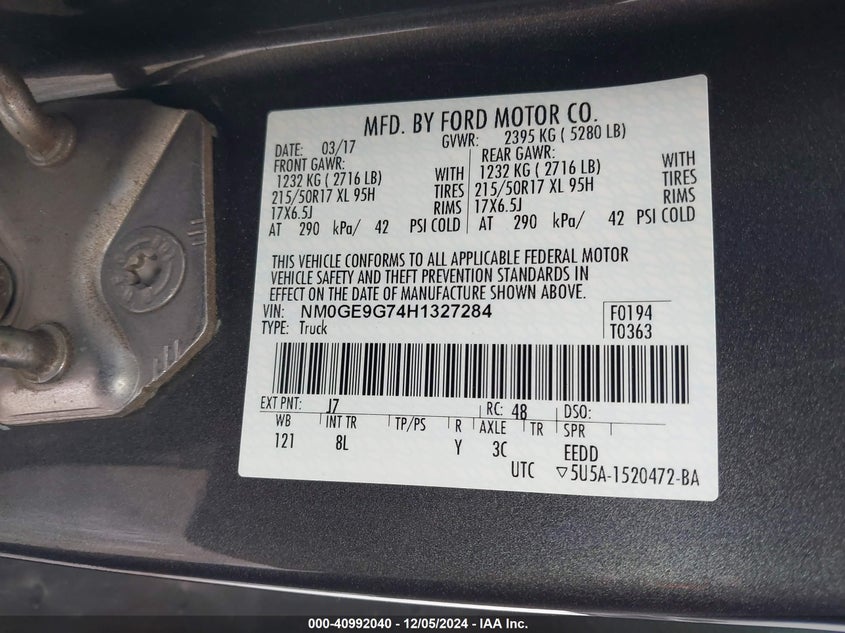 MFD. BY FORD MOTOR CO.
DATE: 03/17 GVWR: 2395 KG ( 5280 LB)
FRONT GAWR: REAR GAWR:
1232 KG ( 2716 LB) WITH 1232 KG ( 2716 LB) WITH
215/50R17 XL 95H TIRES 215/50R17 XL 95H TIRES
17X6.5J RIMS 17X6.5J RIMS
AT 290 kPa/ 42 PSI COLD AT 290 kPa/ 42 PSI COLD
THIS VEHICLE CONFORMS TO ALL APPLICABLE FEDERAL MOTOR
VEHICLE SAFETY AND THEFT PREVENTION STANDARDS IN
EFFECT ON THE DATE OF MANUFACTURE SHOWN ABOVE.
VIN: NM0GE9G74H1327284 F0194
TYPE: Truck T0363
EXT PNT: J7 RC: 48 DSO:
WB INT TR TP/PS R AXLE TR SPR
121 8L Y 3C EEDD
UTC ▽5U5A-1520472-BA
000-40992040 - 12/05/2024 - IAA Inc.